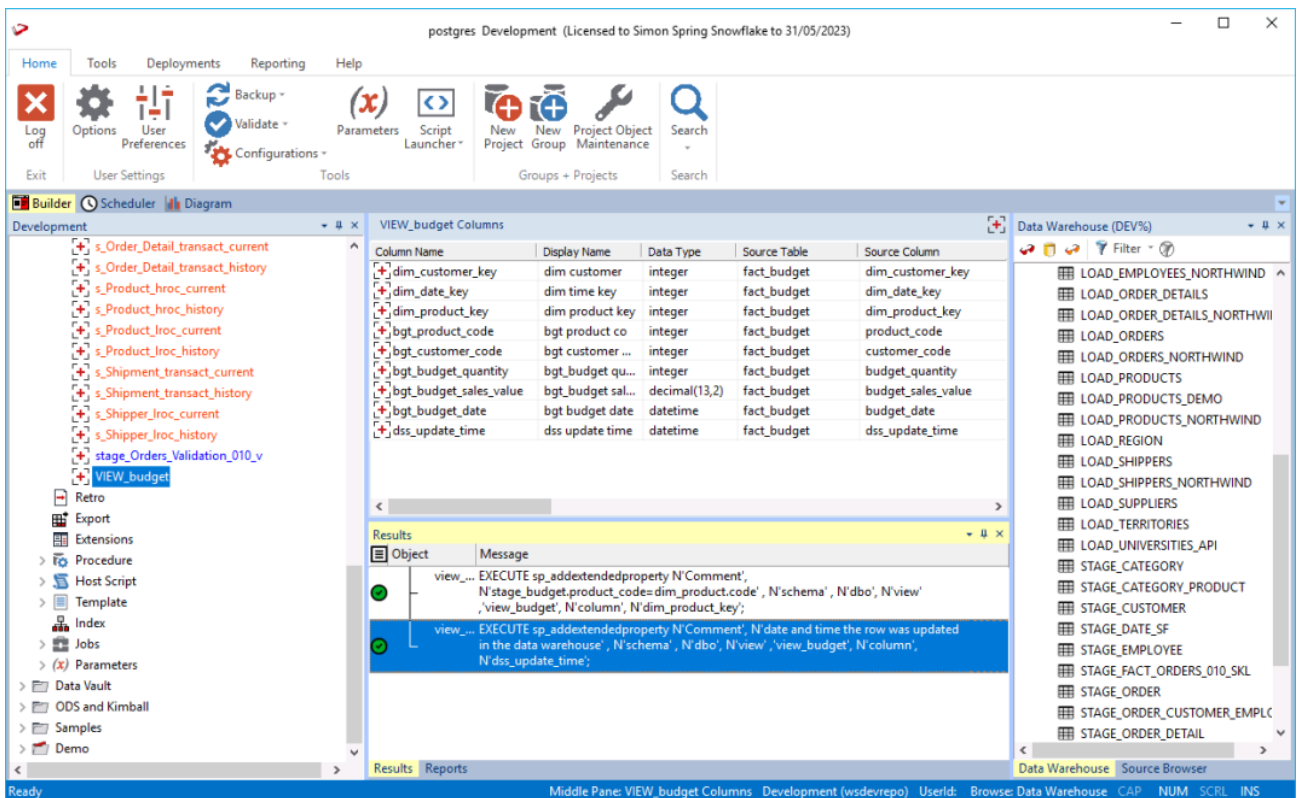 postgres Development (Licensed to Simon Spring Snowflake to 31/05/2023)
Home Tools Deployments Reporting Help
Log off
Options
User Preferences
Backup
Validate
Configurations
(x)
Parameters
Script Launcher
New Project
New Group
Project Object Maintenance
Search
Exit User Settings Tools Groups + Projects Search
Builder Scheduler Diagram
Development
s_Order_Detail_transact_current
s_Order_Detail_transact_history
s_Product_hroc_current
s_Product_hroc_history
s_Product_lroc_current
s_Product_lroc_history
s_Shipment_transact_current
s_Shipment_transact_history
s_Shipper_lroc_current
s_Shipper_lroc_history
stage_Orders_Validation_010_v
VIEW_budget
Retro
Export
Extensions
Procedure
Host Script
Template
Index
Jobs
(x) Parameters
Data Vault
ODS and Kimball
Samples
Demo
VIEW_budget Columns
Column Name Display Name Data Type Source Table Source Column
dim_customer_key dim customer integer fact_budget dim_customer_key
dim_date_key dim time key integer fact_budget dim_date_key
dim_product_key dim product key integer fact_budget dim_product_key
bgt_product_code bgt product co integer fact_budget product_code
bgt_customer_code bgt customer ... integer fact_budget customer_code
bgt_budget_quantity bgt_budget qu... integer fact_budget budget_quantity
bgt_budget_sales_value bgt_budget sal... decimal(13,2) fact_budget budget_sales_value
bgt_budget_date bgt budget date datetime fact_budget budget_date
dss_update_time dss update time datetime fact_budget dss_update_time
Results
Object Message
view_... EXECUTE sp_addextendedproperty N'Comment',
N'stage_budget.product_code=dim_product.code' , N'schema' , N'dbo', N'view'
,'view_budget', N'column', N'dim_product_key';
view_... EXECUTE sp_addextendedproperty N'Comment', N'date and time the row was updated
in the data warehouse' , N'schema' , N'dbo', N'view' ,'view_budget', N'column',
N'dss_update_time';
Results Reports
Data Warehouse (DEV%)
Filter
LOAD_EMPLOYEES_NORTHWIND
LOAD_ORDER_DETAILS
LOAD_ORDER_DETAILS_NORTHWI
LOAD_ORDERS
LOAD_ORDERS_NORTHWIND
LOAD_PRODUCTS
LOAD_PRODUCTS_DEMO
LOAD_PRODUCTS_NORTHWIND
LOAD_REGION
LOAD_SHIPPERS
LOAD_SHIPPERS_NORTHWIND
LOAD_SUPPLIERS
LOAD_TERRITORIES
LOAD_UNIVERSITIES_API
STAGE_CATEGORY
STAGE_CATEGORY_PRODUCT
STAGE_CUSTOMER
STAGE_DATE_SF
STAGE_EMPLOYEE
STAGE_FACT_ORDERS_010_SKL
STAGE_ORDER
STAGE_ORDER_CUSTOMER_EMPLC
STAGE_ORDER_DETAIL
Data Warehouse Source Browser
Ready Middle Pane: VIEW_budget Columns Development (wsdevrepo) UserId: Browse: Data Warehouse CAP NUM SCRL INS